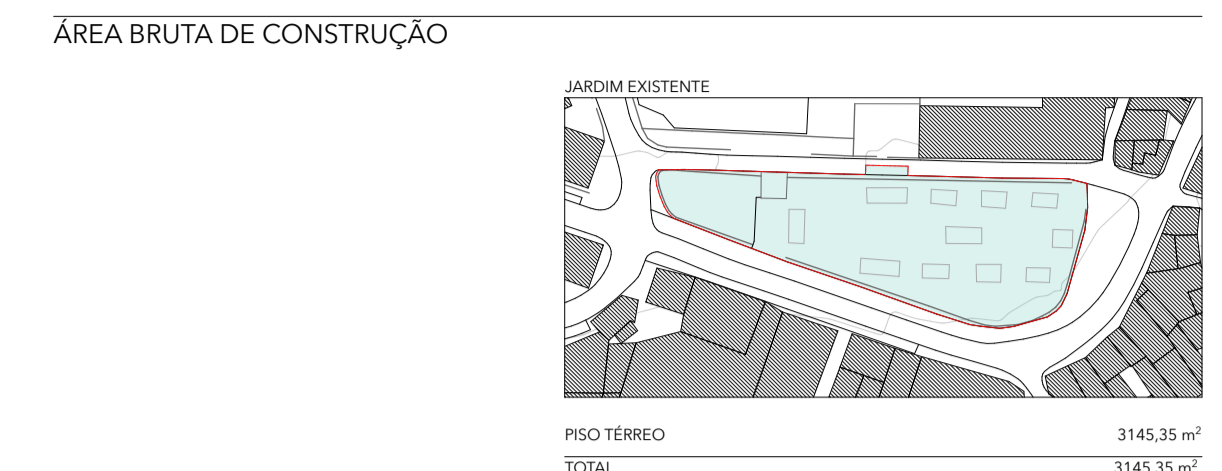 ÁREA BRUTA DE CONSTRUÇÃO
JARDIM EXISTENTE
PISO TÉRREO 3145,35 m²
TOTAL 3145,35 m²